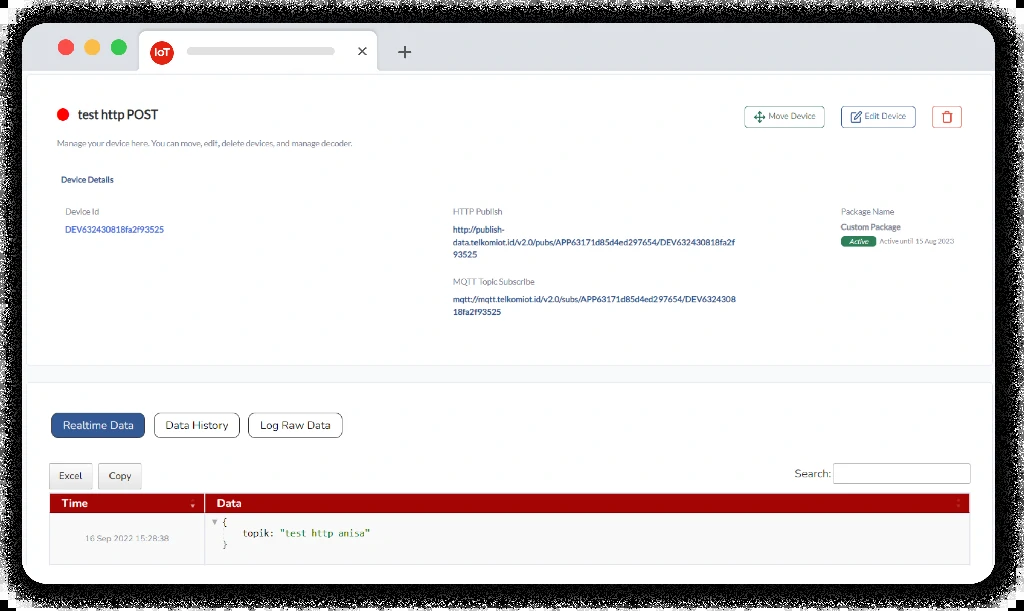 IoT
test http POST
Move Device
Edit Device
Manage your device here. You can move, edit, delete devices, and manage decoder.
Device Details
Device Id
DEV632430818fa2f93525
HTTP Publish
http://publish-
data.telkomiot.id/v2.0/pubs/APP63171d85d4ed297654/DEV632430818fa2f
93525
MQTT Topic Subscribe
mqtt://mqtt.telkomiot.id/v2.0/subs/APP63171d85d4ed297654/DEV6324308
18fa2f93525
Package Name
Custom Package
Active Active until 15 Aug 2023
Realtime Data
Data History
Log Raw Data
Excel
Copy
Search:
Time
Data
16 Sep 2022 15:28:38
{
topik: "test http anisa"
}